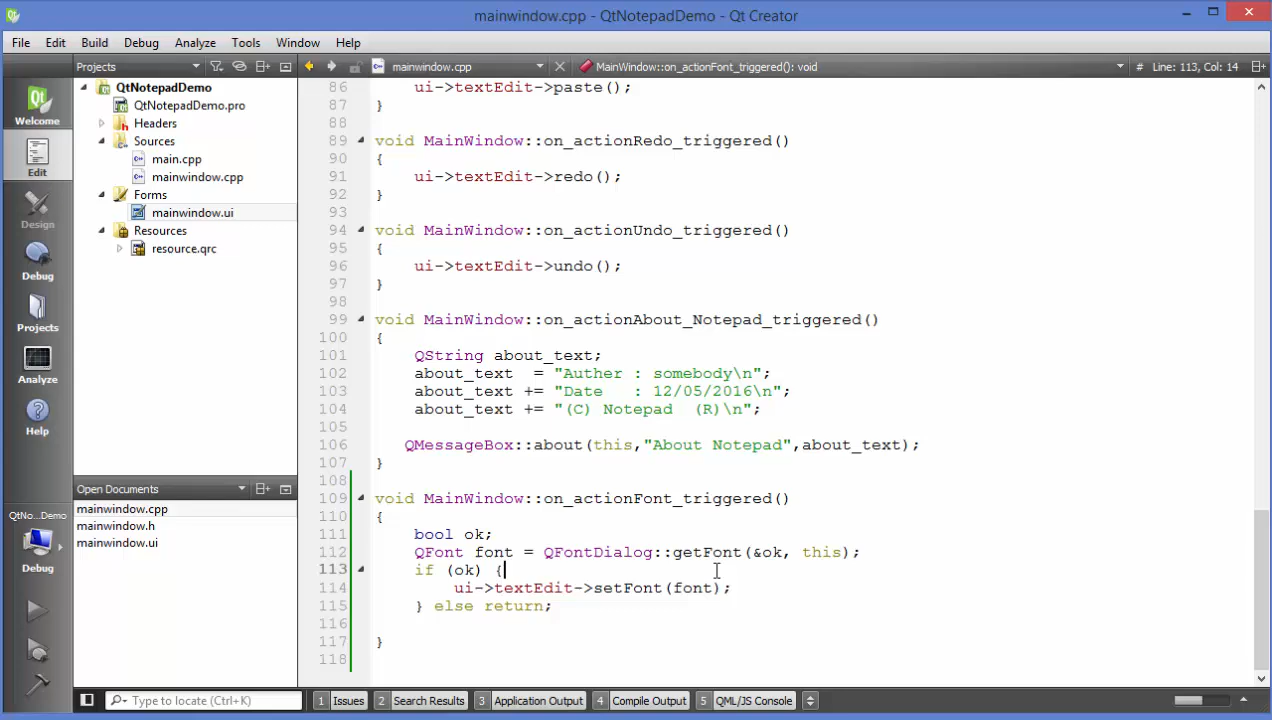 mainwindow.cpp - QtNotepadDemo - Qt Creator
File Edit Build Debug Analyze Tools Window Help
Projects mainwindow.cpp MainWindow::on_actionFont_triggered(): void # Line: 113, Col: 14
Welcome
Edit
Design
Debug
Projects
Analyze
Help
QtNo...Demo
Debug
QtNotepadDemo
QtNotepadDemo.pro
Headers
Sources
main.cpp
mainwindow.cpp
Forms
mainwindow.ui
Resources
resource.qrc
Open Documents
mainwindow.cpp
mainwindow.h
mainwindow.ui
86 ui->textEdit->paste();
87 }
88
89 void MainWindow::on_actionRedo_triggered()
90 {
91 ui->textEdit->redo();
92 }
93
94 void MainWindow::on_actionUndo_triggered()
95 {
96 ui->textEdit->undo();
97 }
98
99 void MainWindow::on_actionAbout_Notepad_triggered()
100 {
101 QString about_text;
102 about_text  = "Auther : somebody\n";
103 about_text += "Date   : 12/05/2016\n";
104 about_text += "(C) Notepad  (R)\n";
105
106 QMessageBox::about(this,"About Notepad",about_text);
107 }
108
109 void MainWindow::on_actionFont_triggered()
110 {
111 bool ok;
112 QFont font = QFontDialog::getFont(&ok, this);
113 if (ok) {
114 ui->textEdit->setFont(font);
115 } else return;
116
117 }
118
Type to locate (Ctrl+K) 1 Issues 2 Search Results 3 Application Output 4 Compile Output 5 QML/JS Console